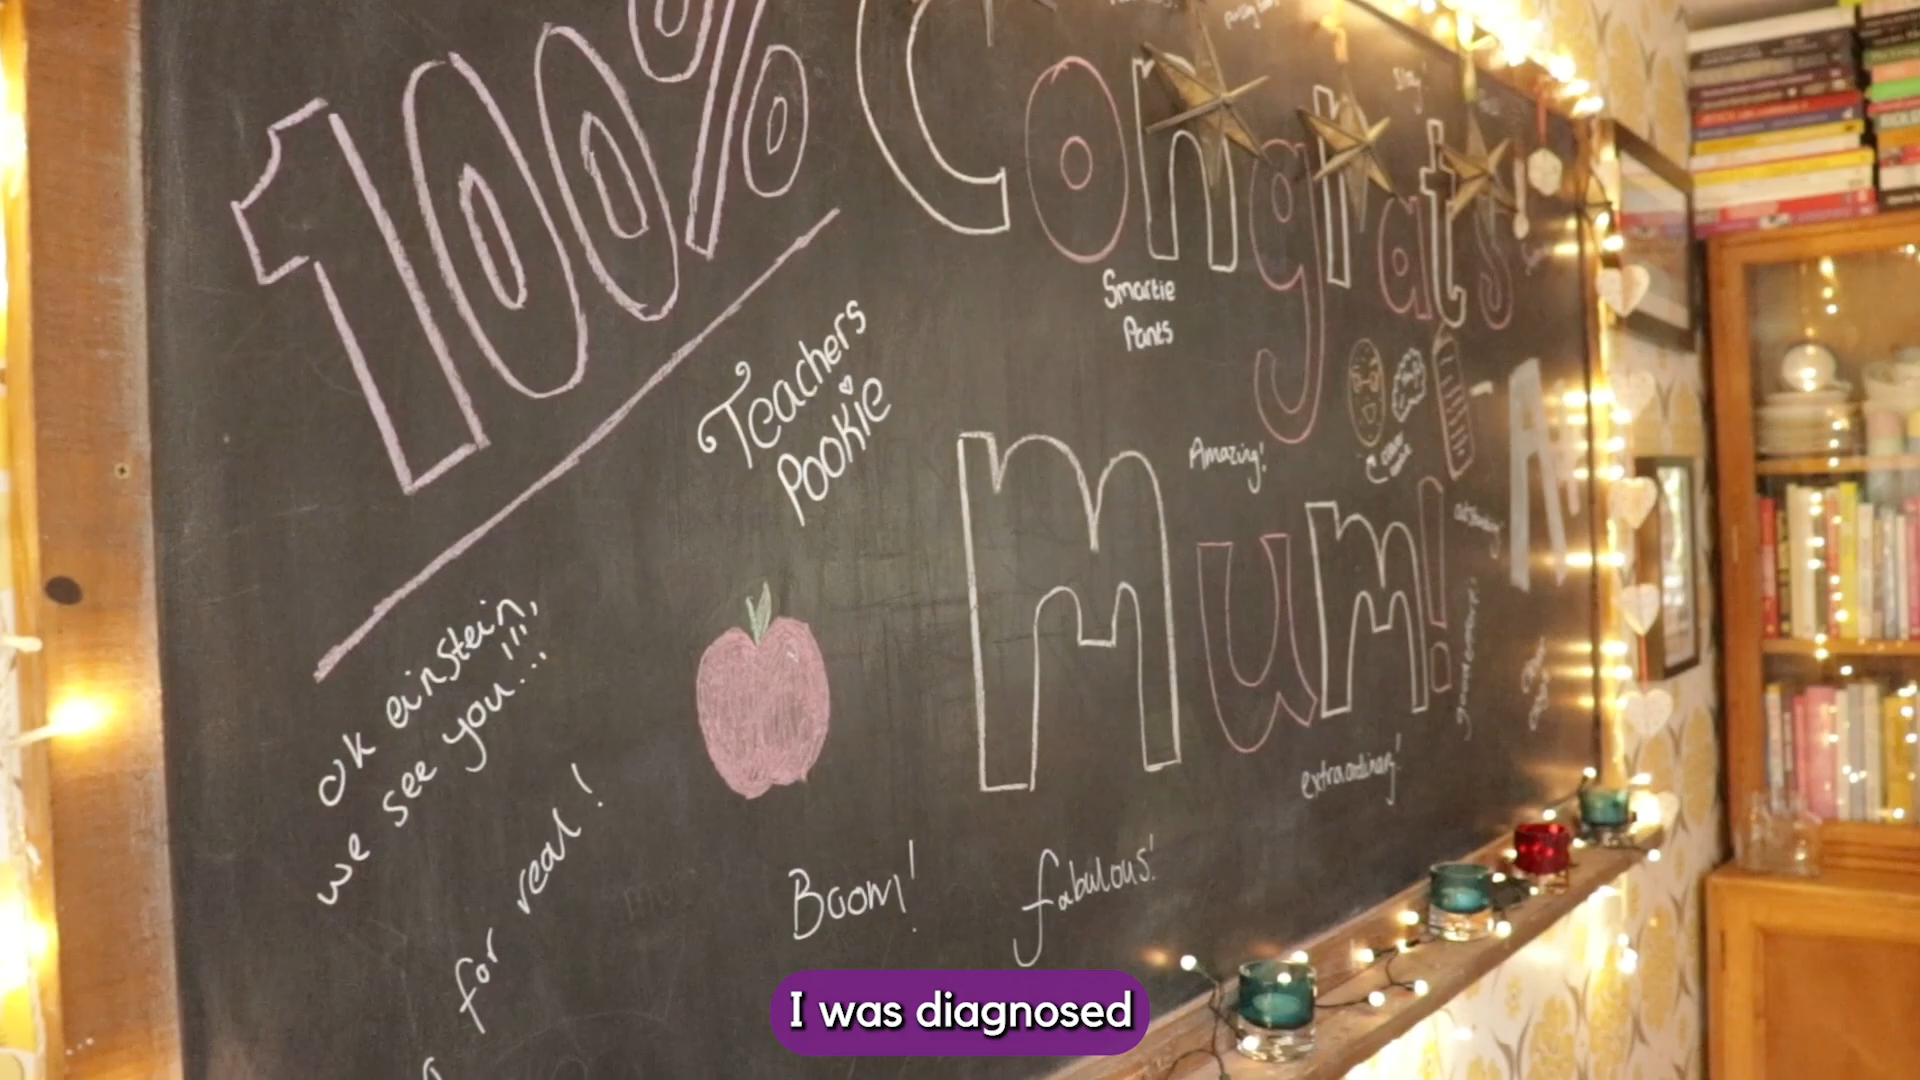 100%
Congrats
Smartie
Pants
Teachers
Pookie
Amazing!
Mum!
A
ok einstein,
we see you!!!
for real!
extraordinary!
Boom!
fabulous!
I was diagnosed